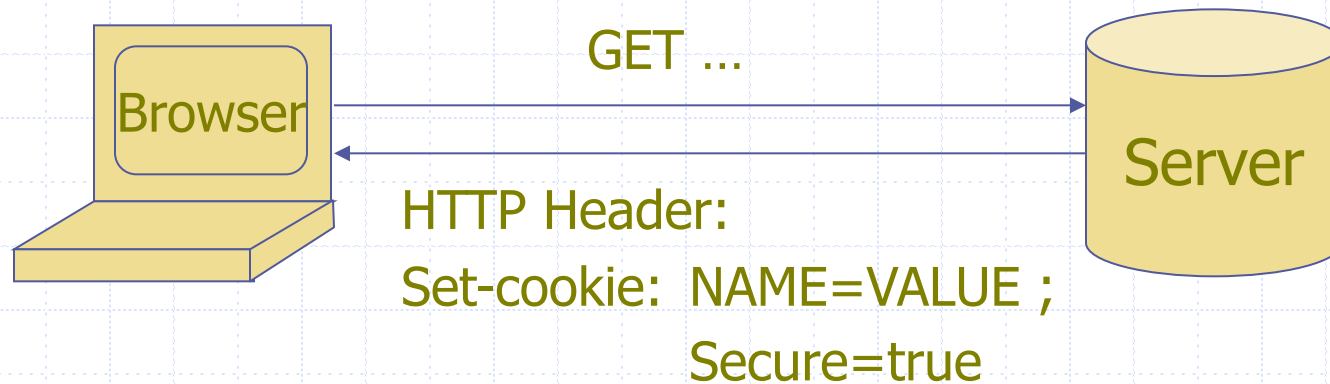 GET ...
Browser
Server
HTTP Header:
Set-cookie: NAME=VALUE ;
Secure=true